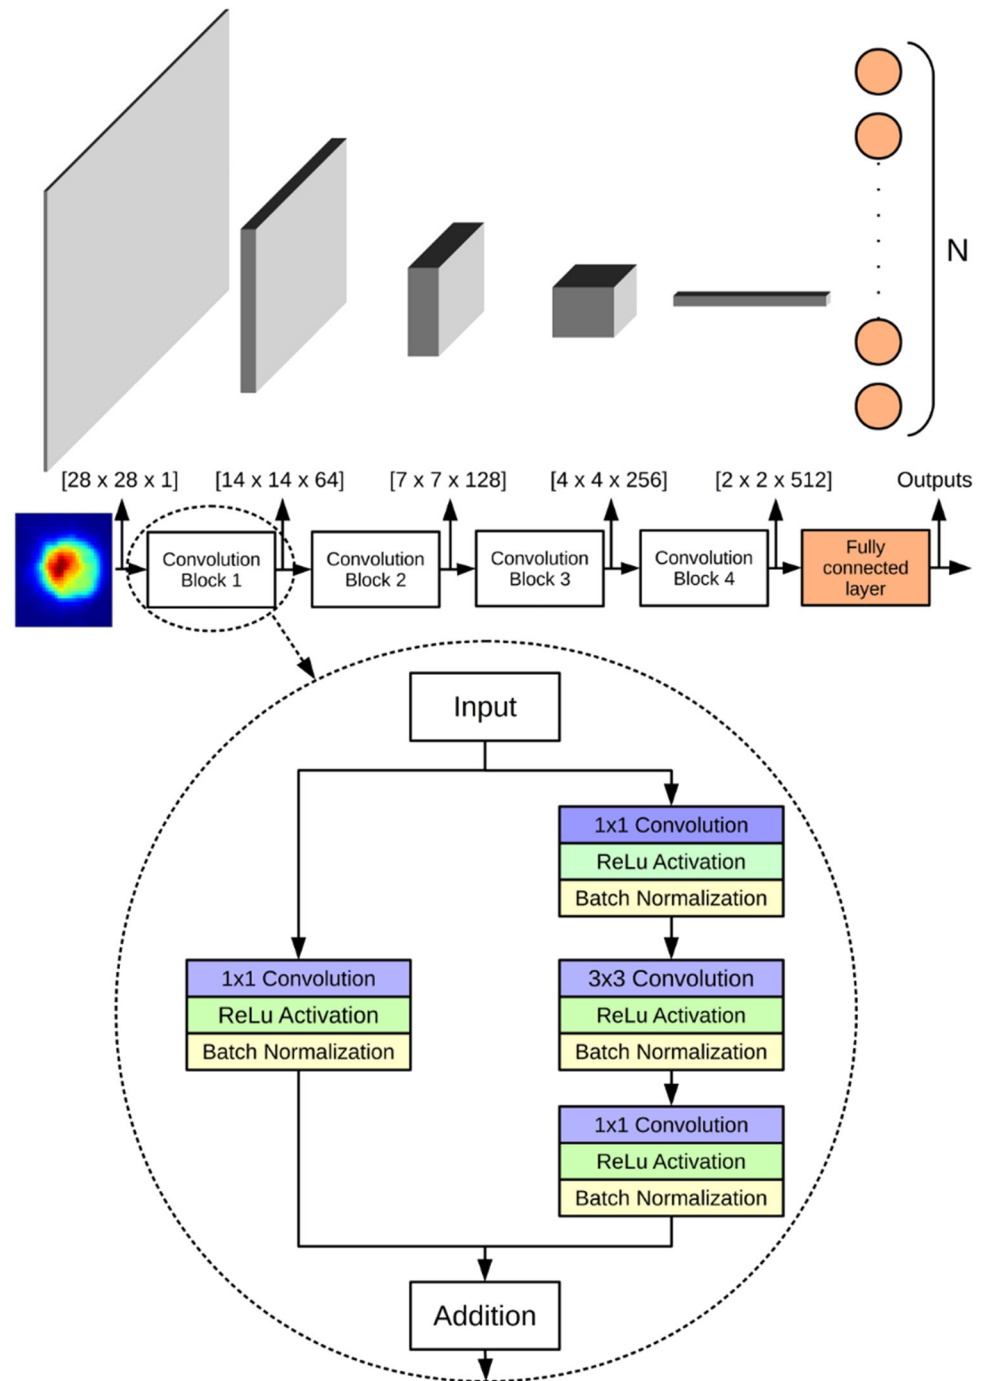 N
[28 x 28 x 1]
[14 x 14 x 64]
[7 x 7 x 128]
[4 x 4 x 256]
[2 x 2 x 512]
Outputs
Convolution
Block 1
Convolution
Block 2
Convolution
Block 3
Convolution
Block 4
Fully
connected
layer
Input
1x1 Convolution
ReLu Activation
Batch Normalization
1x1 Convolution
ReLu Activation
Batch Normalization
3x3 Convolution
ReLu Activation
Batch Normalization
1x1 Convolution
ReLu Activation
Batch Normalization
Addition